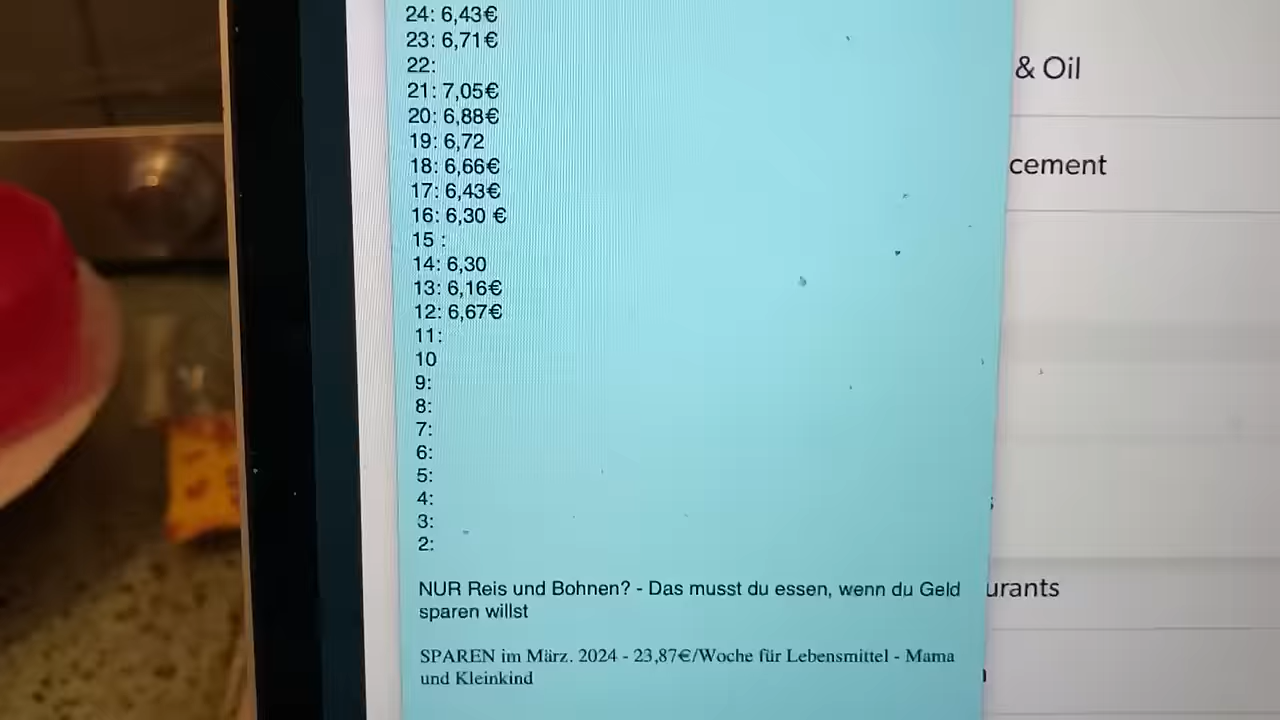 24: 6,43€
23: 6,71€
22:
21: 7,05€
20: 6,88€
19: 6,72
18: 6,66€
17: 6,43€
16: 6,30 €
15 :
14: 6,30
13: 6,16€
12: 6,67€
11:
10
9:
8:
7:
6:
5:
4:
3:
2:
NUR Reis und Bohnen? - Das musst du essen, wenn du Geld
sparen willst
SPAREN im März. 2024 - 23,87€/Woche für Lebensmittel - Mama
und Kleinkind
& Oil
cement
urants